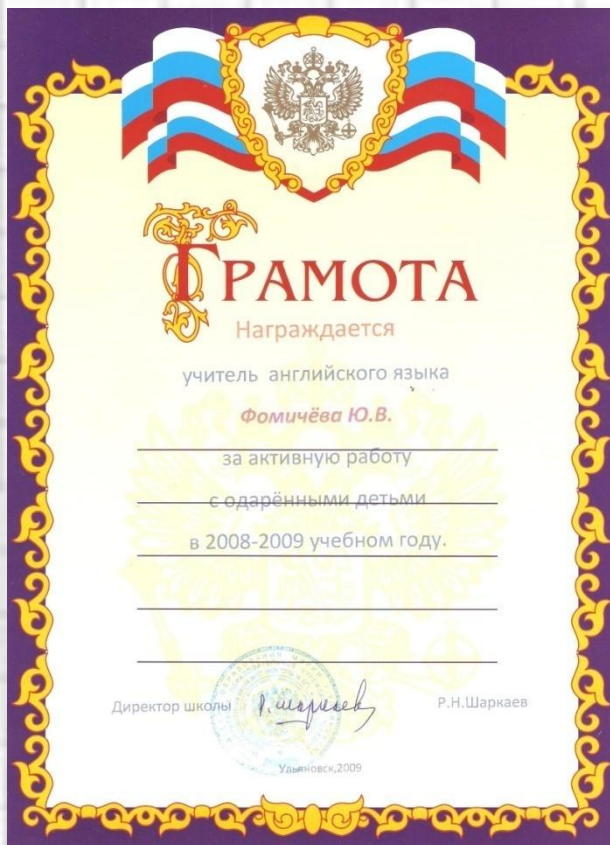 ГРАМОТА
Награждается
учитель английского языка
Фомичёва Ю.В.
за активную работу
с одарёнными детьми
в 2008-2009 учебном году.
Директор школы Р.Н.Шаркаев
Ульяновск,2009